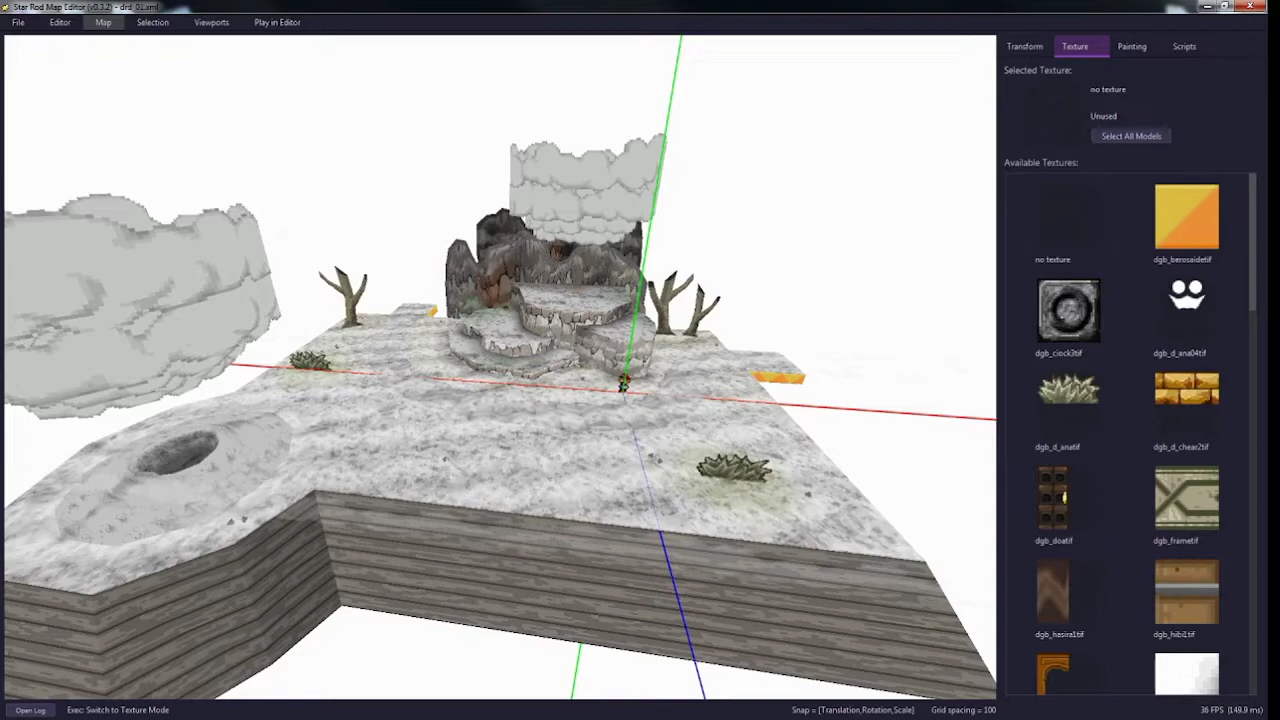 Star Rod Map Editor (v0.3.2) - drd_01.xml
File Editor Map Selection Viewports Play in Editor
Transform Texture Painting Scripts
Selected Texture:
no texture
Unused
Select All Models
Available Textures:
no texture dgb_berosaidetif
dgb_ciock3tif dgb_d_ana04tif
dgb_d_anatif dgb_d_chear2tif
dgb_doatif dgb_frametif
dgb_hasira1tif dgb_hibi1tif
Open Log Exec: Switch to Texture Mode Snap = [Translation,Rotation,Scale] Grid spacing = 100 36 FPS (149.9 ms)